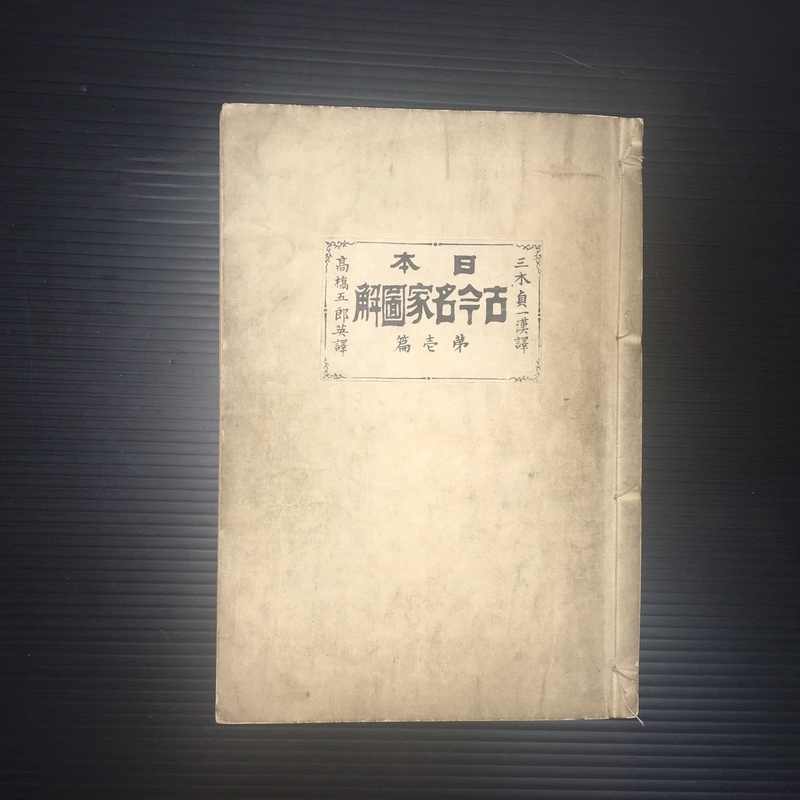 三木貞一漢譯
日本
古今名家圖解
第壱篇
高橋五郎英譯